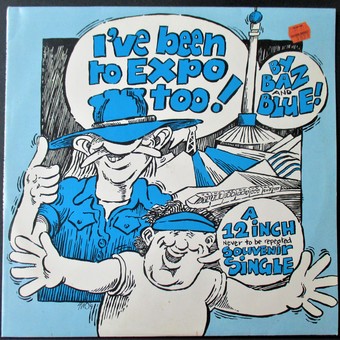 I've been
to EXPO
too!
BY
BAZ
AND
BLUE!
A
12 INCH
Never to be repeated
SOUVENIR
SINGLE